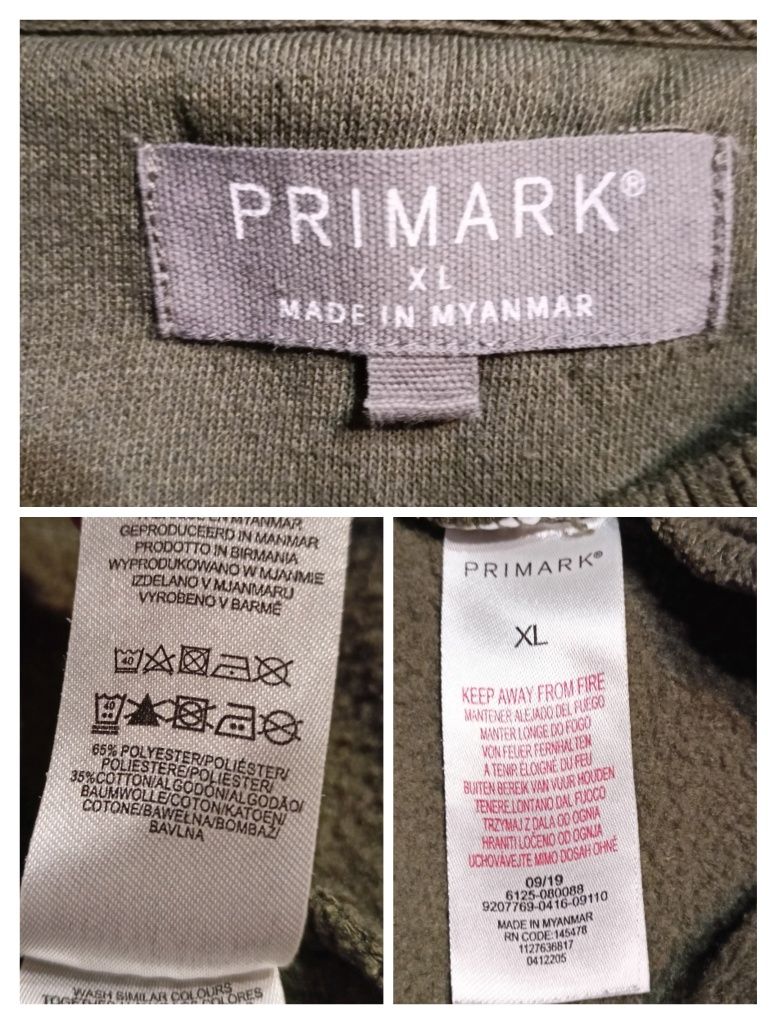 PRIMARK®
XL
MADE IN MYANMAR
GEPRODUCEERD IN MANMAR
PRODOTTO IN BIRMANIA
WYPRODUKOWANO W MJANMIE
IZDELANO V MJANMARU
VYROBENO V BARMĚ
40
40
65% POLYESTER/POLIÉSTER/
POLIESTERE/POLIESTER/
35%COTTON/ALGODÓN/ALGODÃO/
BAUMWOLLE/COTON/KATOEN/
COTONE/BAWEŁNA/BOMBAŽ/
BAVLNA
WASH SIMILAR COLOURS
PRIMARK®
XL
KEEP AWAY FROM FIRE
MANTENER ALEJADO DEL FUEGO
MANTER LONGE DO FOGO
VON FEUER FERNHALTEN
À TENIR ÉLOIGNÉ DU FEU
BUITEN BEREIK VAN VUUR HOUDEN
TENERE LONTANO DAL FUOCO
TRZYMAJ Z DALA OD OGNIA
HRANITI LOČENO OD OGNJA
UCHOVÁVEJTE MIMO DOSAH OHNĚ
09/19
6125-080088
9207769-0416-09110
MADE IN MYANMAR
RN CODE:145478
1127636817
0412205